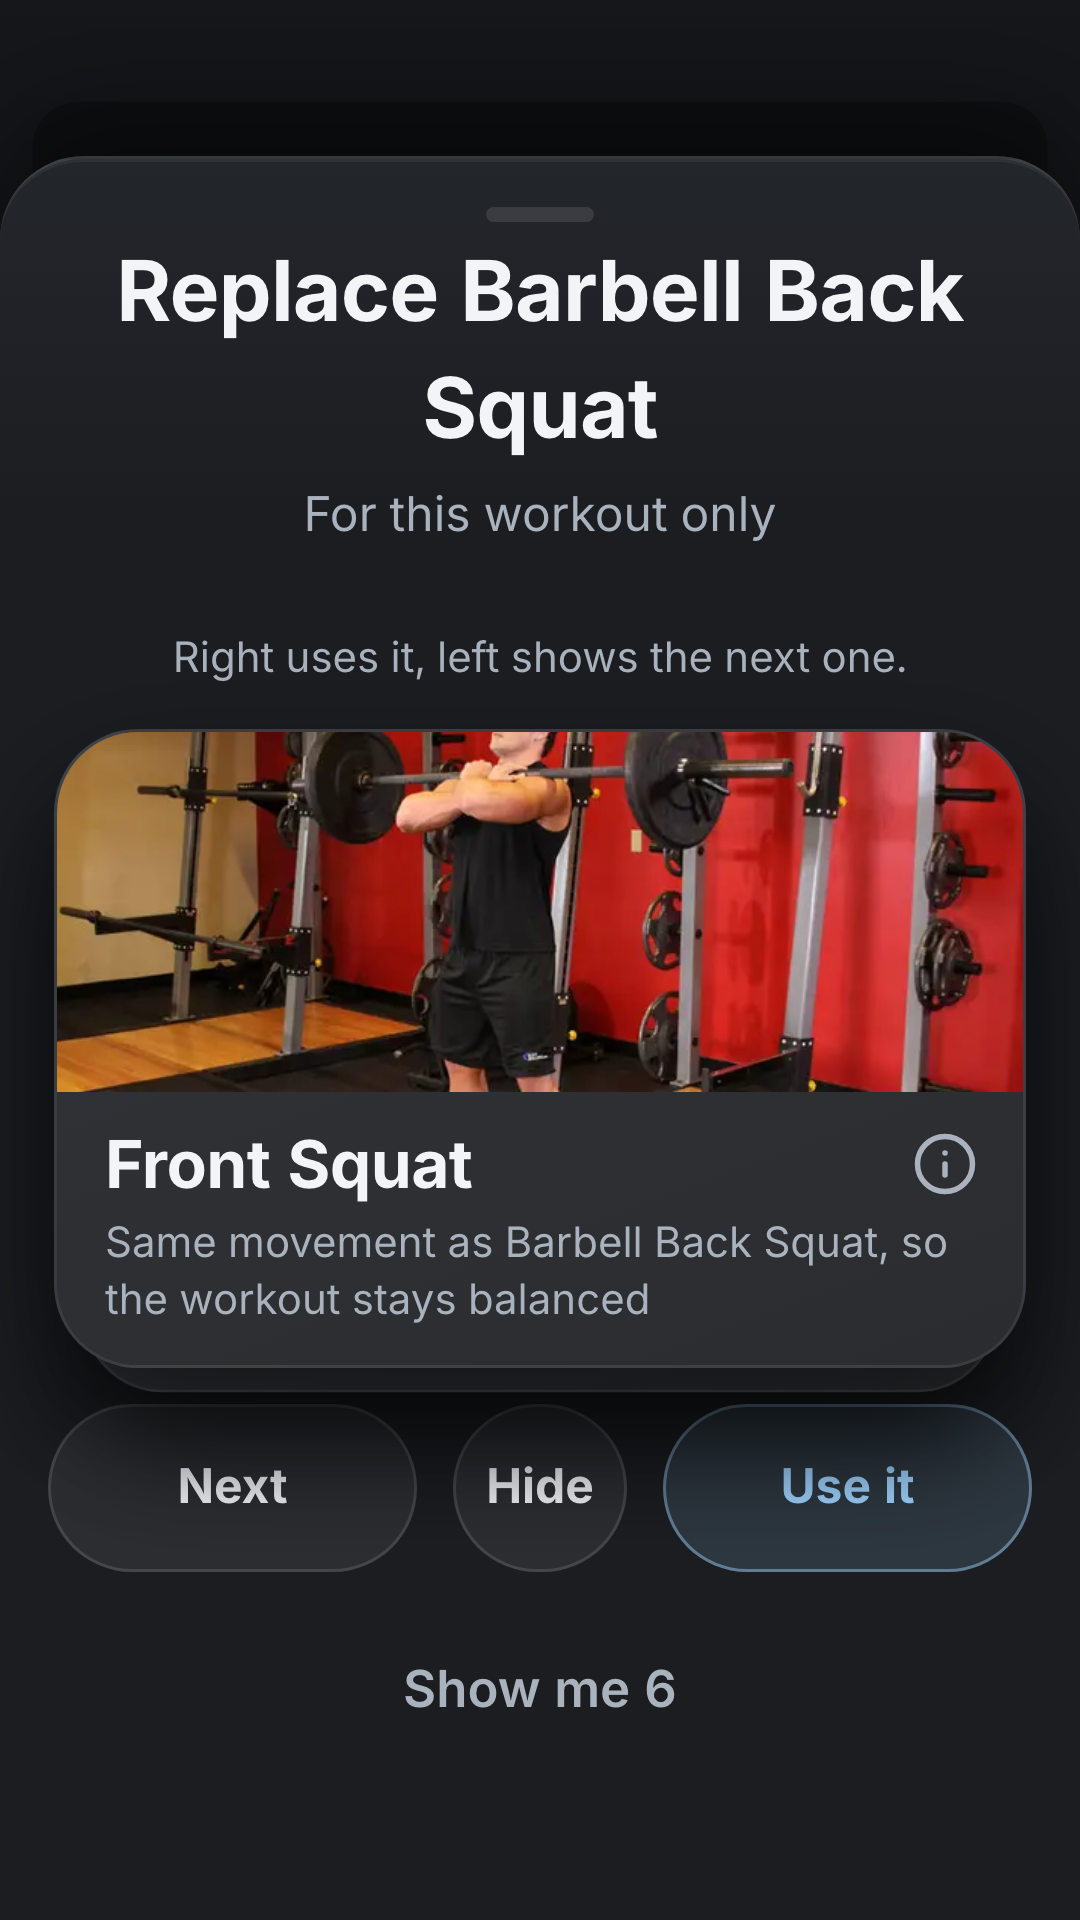 Replace Barbell Back
Squat
For this workout only
Right uses it, left shows the next one.
Front Squat
Same movement as Barbell Back Squat, so
the workout stays balanced
Next
Hide
Use it
Show me 6